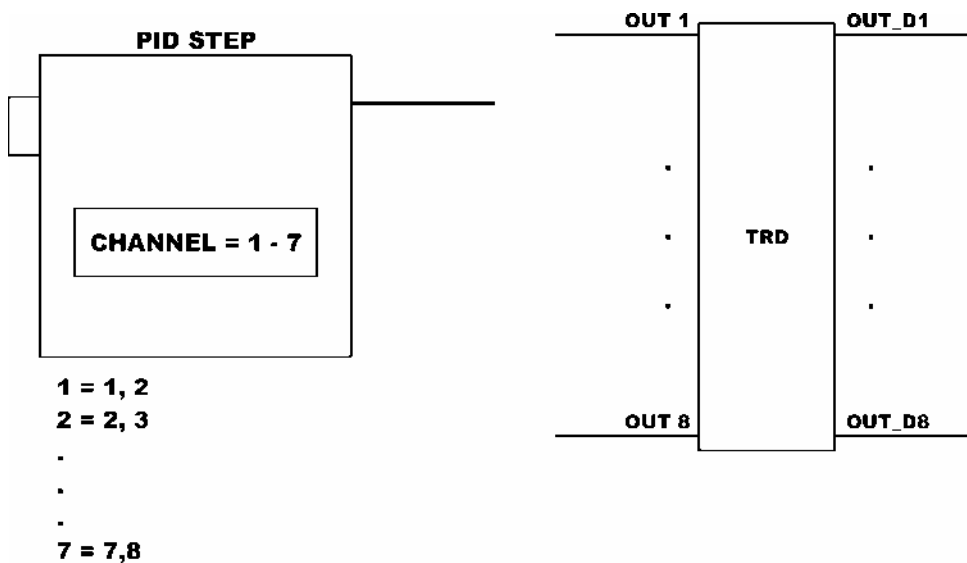 PID STEP
CHANNEL = 1 - 7
1 = 1, 2
2 = 2, 3
.
.
.
7 = 7,8
OUT 1
OUT_D1
TRD
OUT 8
OUT_D8